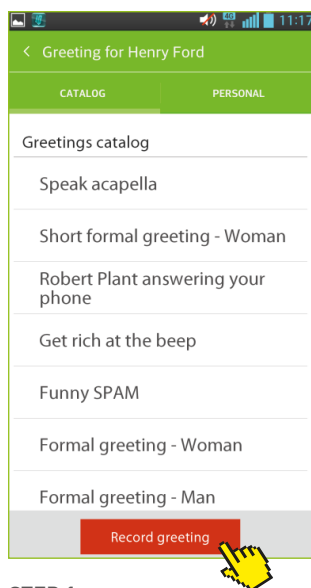 4G 11:17
< Greeting for Henry Ford
CATALOG PERSONAL
Greetings catalog
Speak acapella
Short formal greeting - Woman
Robert Plant answering your
phone
Get rich at the beep
Funny SPAM
Formal greeting - Woman
Formal greeting - Man
Record greeting